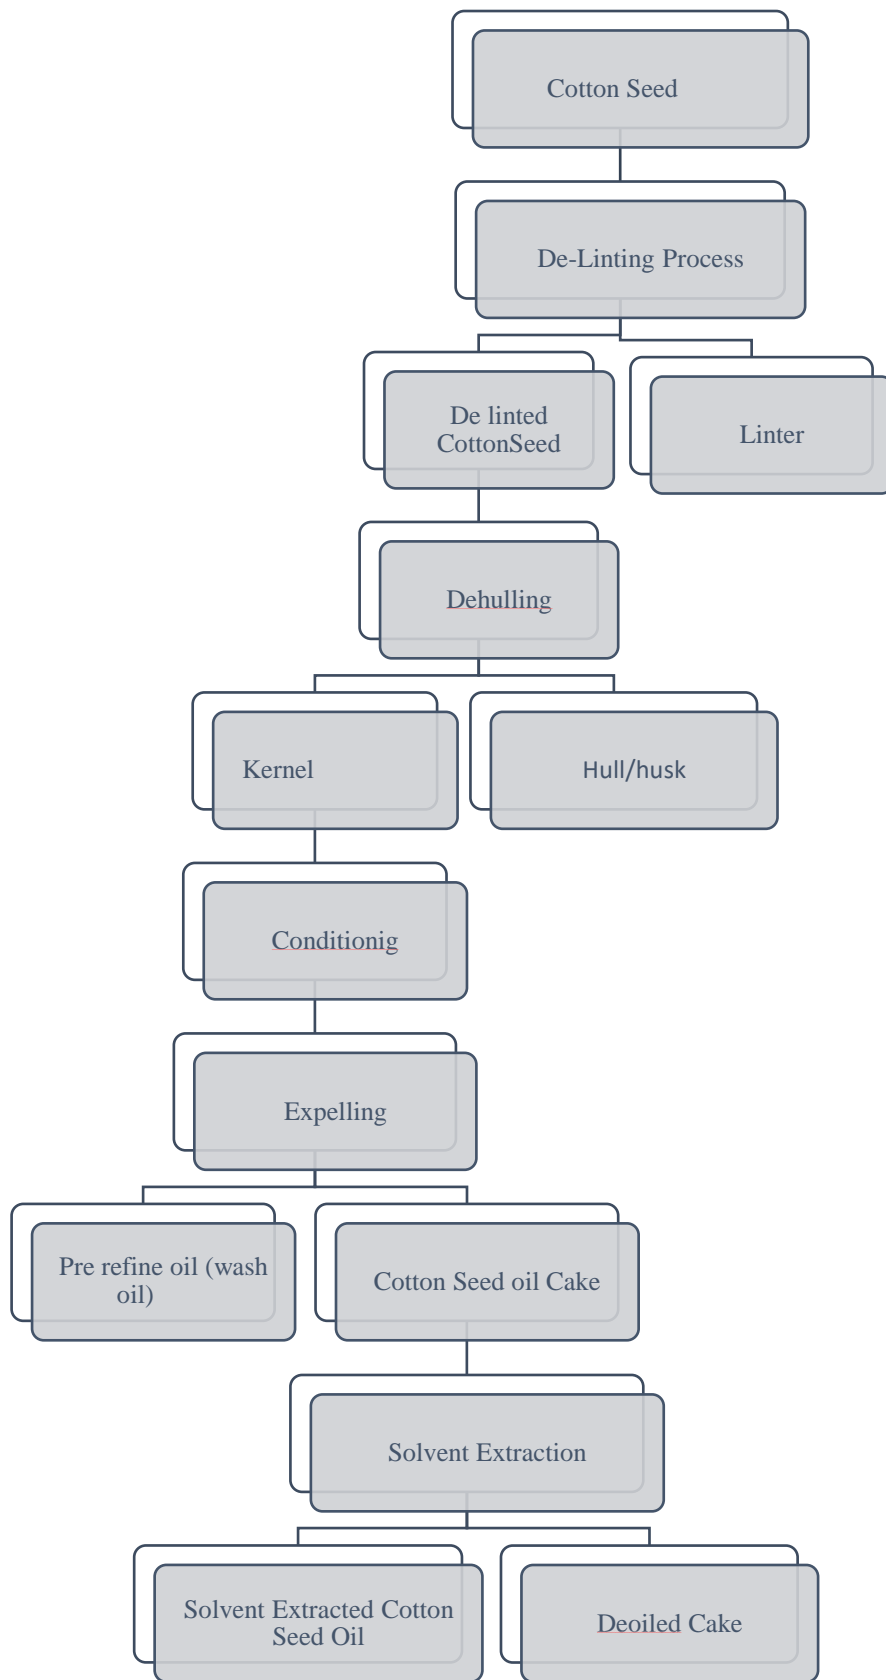 Cotton Seed
De-Linting Process
De linted
CottonSeed
Linter
Dehulling
Kernel
Hull/husk
Conditionig
Expelling
Pre refine oil (wash
oil)
Cotton Seed oil Cake
Solvent Extraction
Solvent Extracted Cotton
Seed Oil
Deoiled Cake